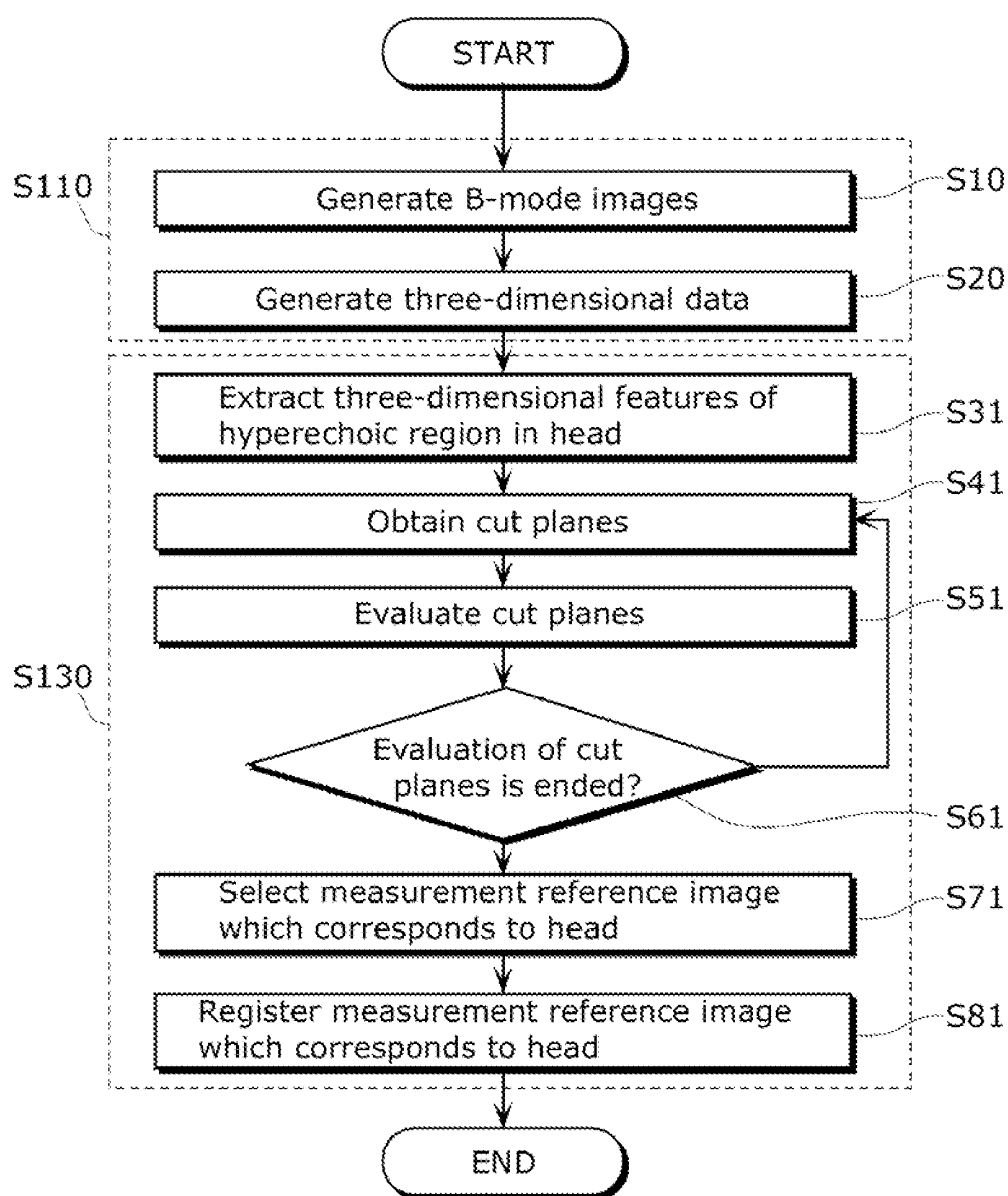 START
S110
Generate B-mode images
S10
Generate three-dimensional data
S20
Extract three-dimensional features of
hyperechoic region in head
S31
Obtain cut planes
S41
Evaluate cut planes
S51
S130
Evaluation of cut
planes is ended?
S61
Select measurement reference image
which corresponds to head
S71
Register measurement reference image
which corresponds to head
S81
END